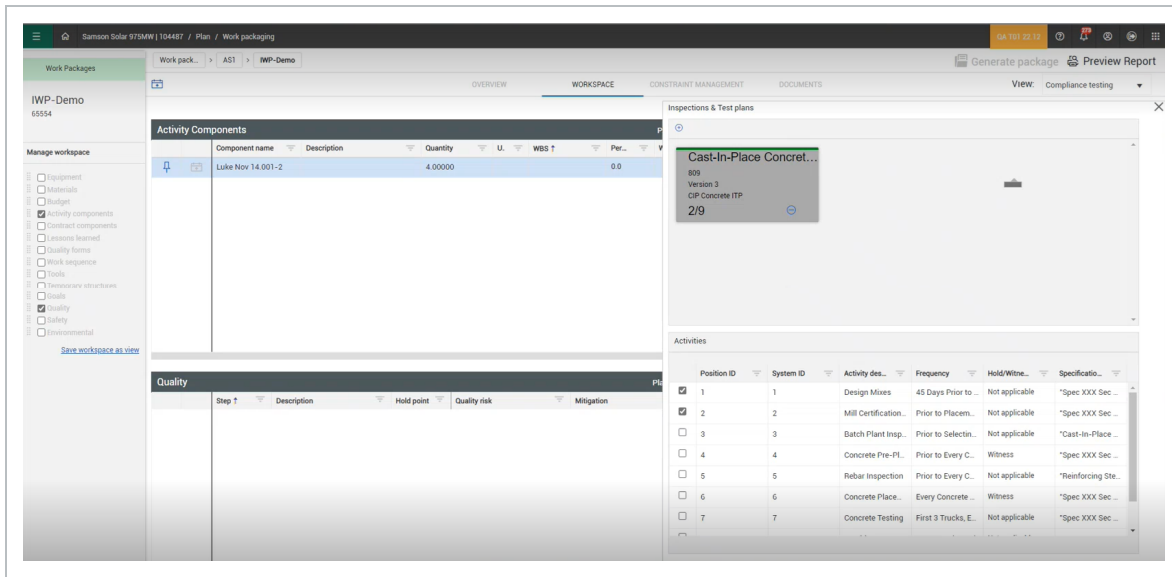 Samson Solar 975MW | 104487 / Plan / Work packaging
QA T01 22.13
Work Packages
Work pack... > AS1 > IWP-Demo
Generate package
Preview Report
OVERVIEW
WORKSPACE
CONSTRAINT MANAGEMENT
DOCUMENTS
View: Compliance testing
IWP-Demo
65554
Manage workspace
Equipment
Materials
Budget
Activity components
Contract components
Lessons learned
Quality forms
Work sequence
Tools
Temporary structures
Goals
Quality
Safety
Environmental
Save workspace as view
Activity Components
Component name Description Quantity U. WBS ↑ Per...
Luke Nov 14.001-2 4.00000 0.0
Quality
Step ↑ Description Hold point Quality risk Mitigation
Inspections & Test plans
Cast-In-Place Concret...
809
Version 3
CIP Concrete ITP
2/9
Activities
Position ID System ID Activity des... Frequency Hold/Witne... Specificatio...
1 1 Design Mixes 45 Days Prior to ... Not applicable "Spec XXX Sec ...
2 2 Mill Certification... Prior to Placem... Not applicable "Spec XXX Sec ...
3 3 Batch Plant Insp... Prior to Selectin... Not applicable "Cast-In-Place ...
4 4 Concrete Pre-Pl... Prior to Every C... Witness "Spec XXX Sec ...
5 5 Rebar Inspection Prior to Every C... Not applicable "Reinforcing Ste...
6 6 Concrete Place... Every Concrete ... Witness "Spec XXX Sec ...
7 7 Concrete Testing First 3 Trucks, E... Not applicable "Spec XXX Sec ...